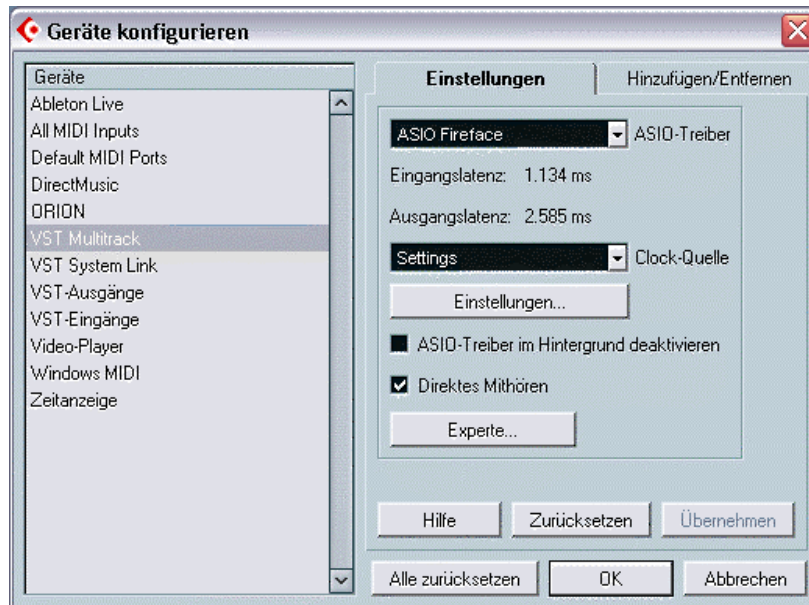 Geräte konfigurieren
Geräte
Ableton Live
All MIDI Inputs
Default MIDI Ports
DirectMusic
ORION
VST Multitrack
VST System Link
VST-Ausgänge
VST-Eingänge
Video-Player
Windows MIDI
Zeitanzeige
Einstellungen
Hinzufügen/Entfernen
ASIO Fireface ASIO-Treiber
Eingangslatenz: 1.134 ms
Ausgangslatenz: 2.585 ms
Settings Clock-Quelle
Einstellungen...
ASIO-Treiber im Hintergrund deaktivieren
Direktes Mithören
Experte...
Hilfe Zurücksetzen Übernehmen
Alle zurücksetzen OK Abbrechen